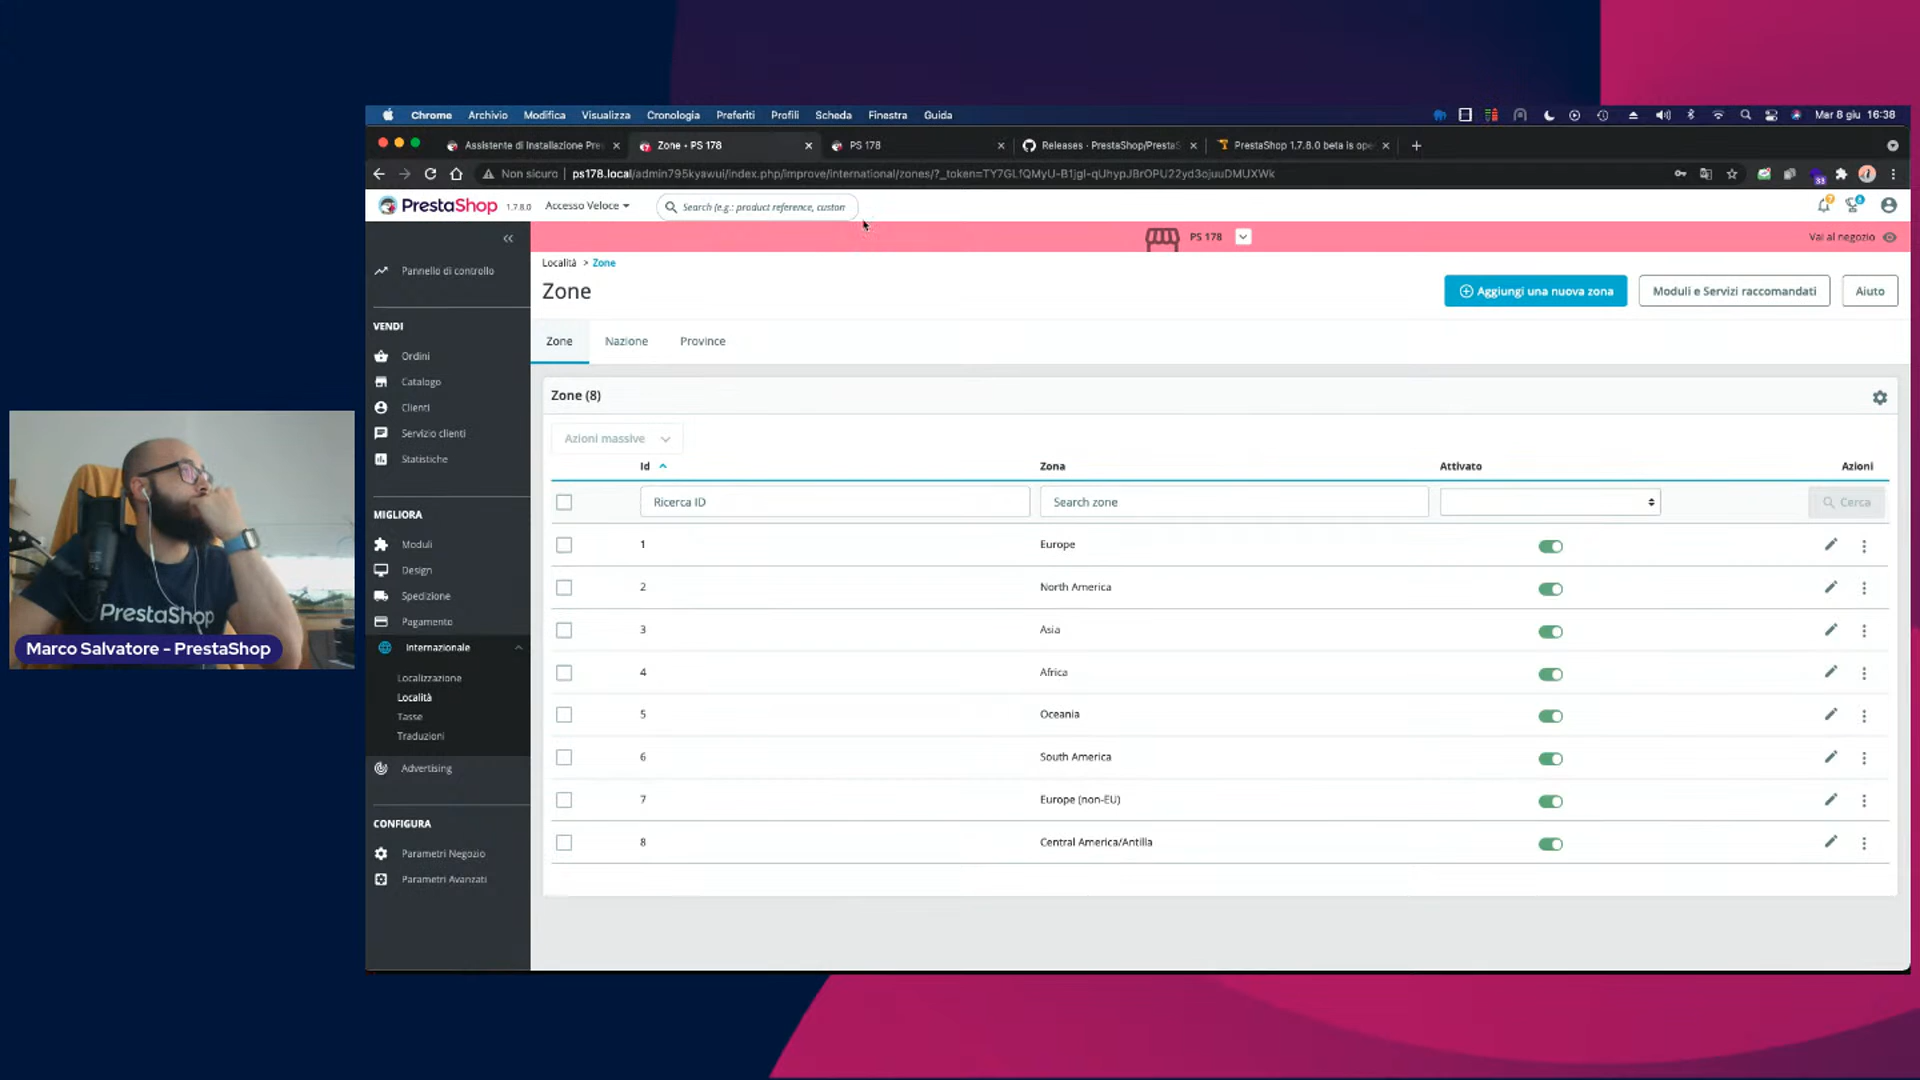 Chrome Archivio Modifica Visualizza Cronologia Preferiti Profili Scheda Finestra Guida Mar 8 giu 16:38
Assistente di Installazione Pres Zone • PS 178 PS 178 Releases · PrestaShop/PrestaS PrestaShop 1.7.8.0 beta is ope
Non sicuro ps178.local/admin795kyawui/index.php/improve/international/zones/?_token=
PrestaShop 1.7.8.0 Accesso Veloce Search (e.g.: product reference, custom
PS 178 Vai al negozio
Località > Zone
Zone
Aggiungi una nuova zona Moduli e Servizi raccomandati Aiuto
Zone Nazione Province
Pannello di controllo
VENDI
Ordini
Catalogo
Clienti
Servizio clienti
Statistiche
MIGLIORA
Moduli
Design
Spedizione
Pagamento
Internazionale
Localizzazione
Località
Tasse
Traduzioni
Advertising
CONFIGURA
Parametri Negozio
Parametri Avanzati
Zone (8)
Azioni massive
Id Zona Attivato Azioni
Ricerca ID Search zone Cerca
1 Europe
2 North America
3 Asia
4 Africa
5 Oceania
6 South America
7 Europe (non-EU)
8 Central America/Antilla
PrestaShop
Marco Salvatore - PrestaShop